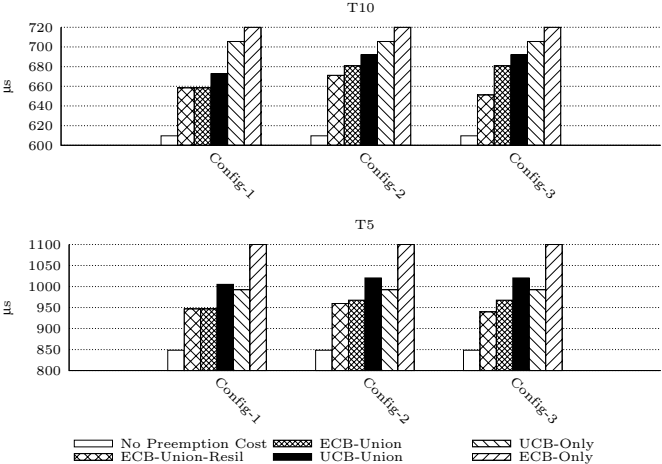 T10
720
700
680
660
640
620
600
µs
Config-1
Config-2
Config-3
T5
1100
1050
1000
950
900
850
800
µs
Config-1
Config-2
Config-3
No Preemption Cost
ECB-Union
UCB-Only
ECB-Union-Resil
UCB-Union
ECB-Only